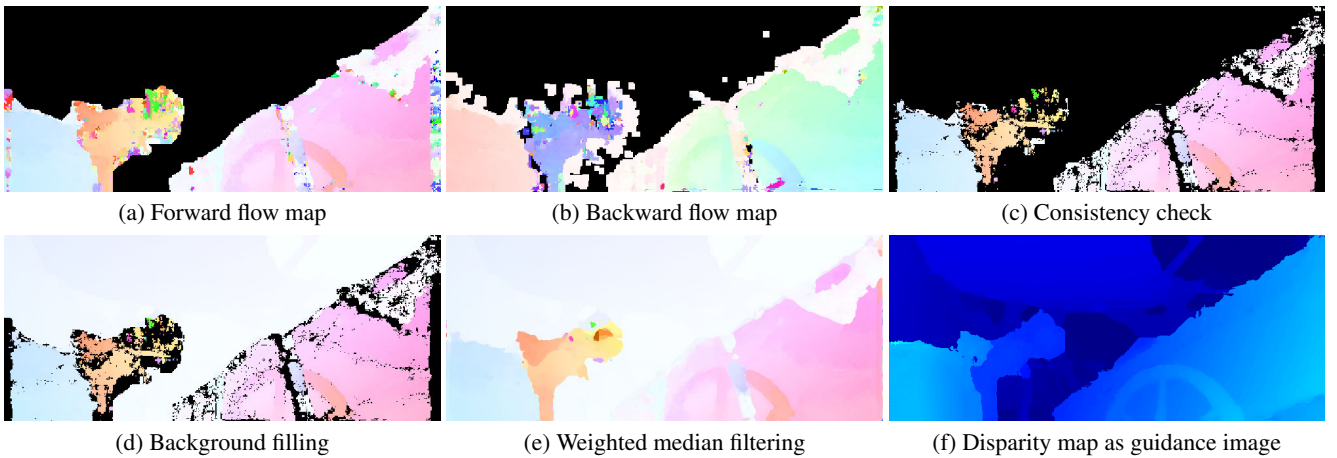 (a) Forward flow map
(b) Backward flow map
(c) Consistency check
(d) Background filling
(e) Weighted median filtering
(f) Disparity map as guidance image